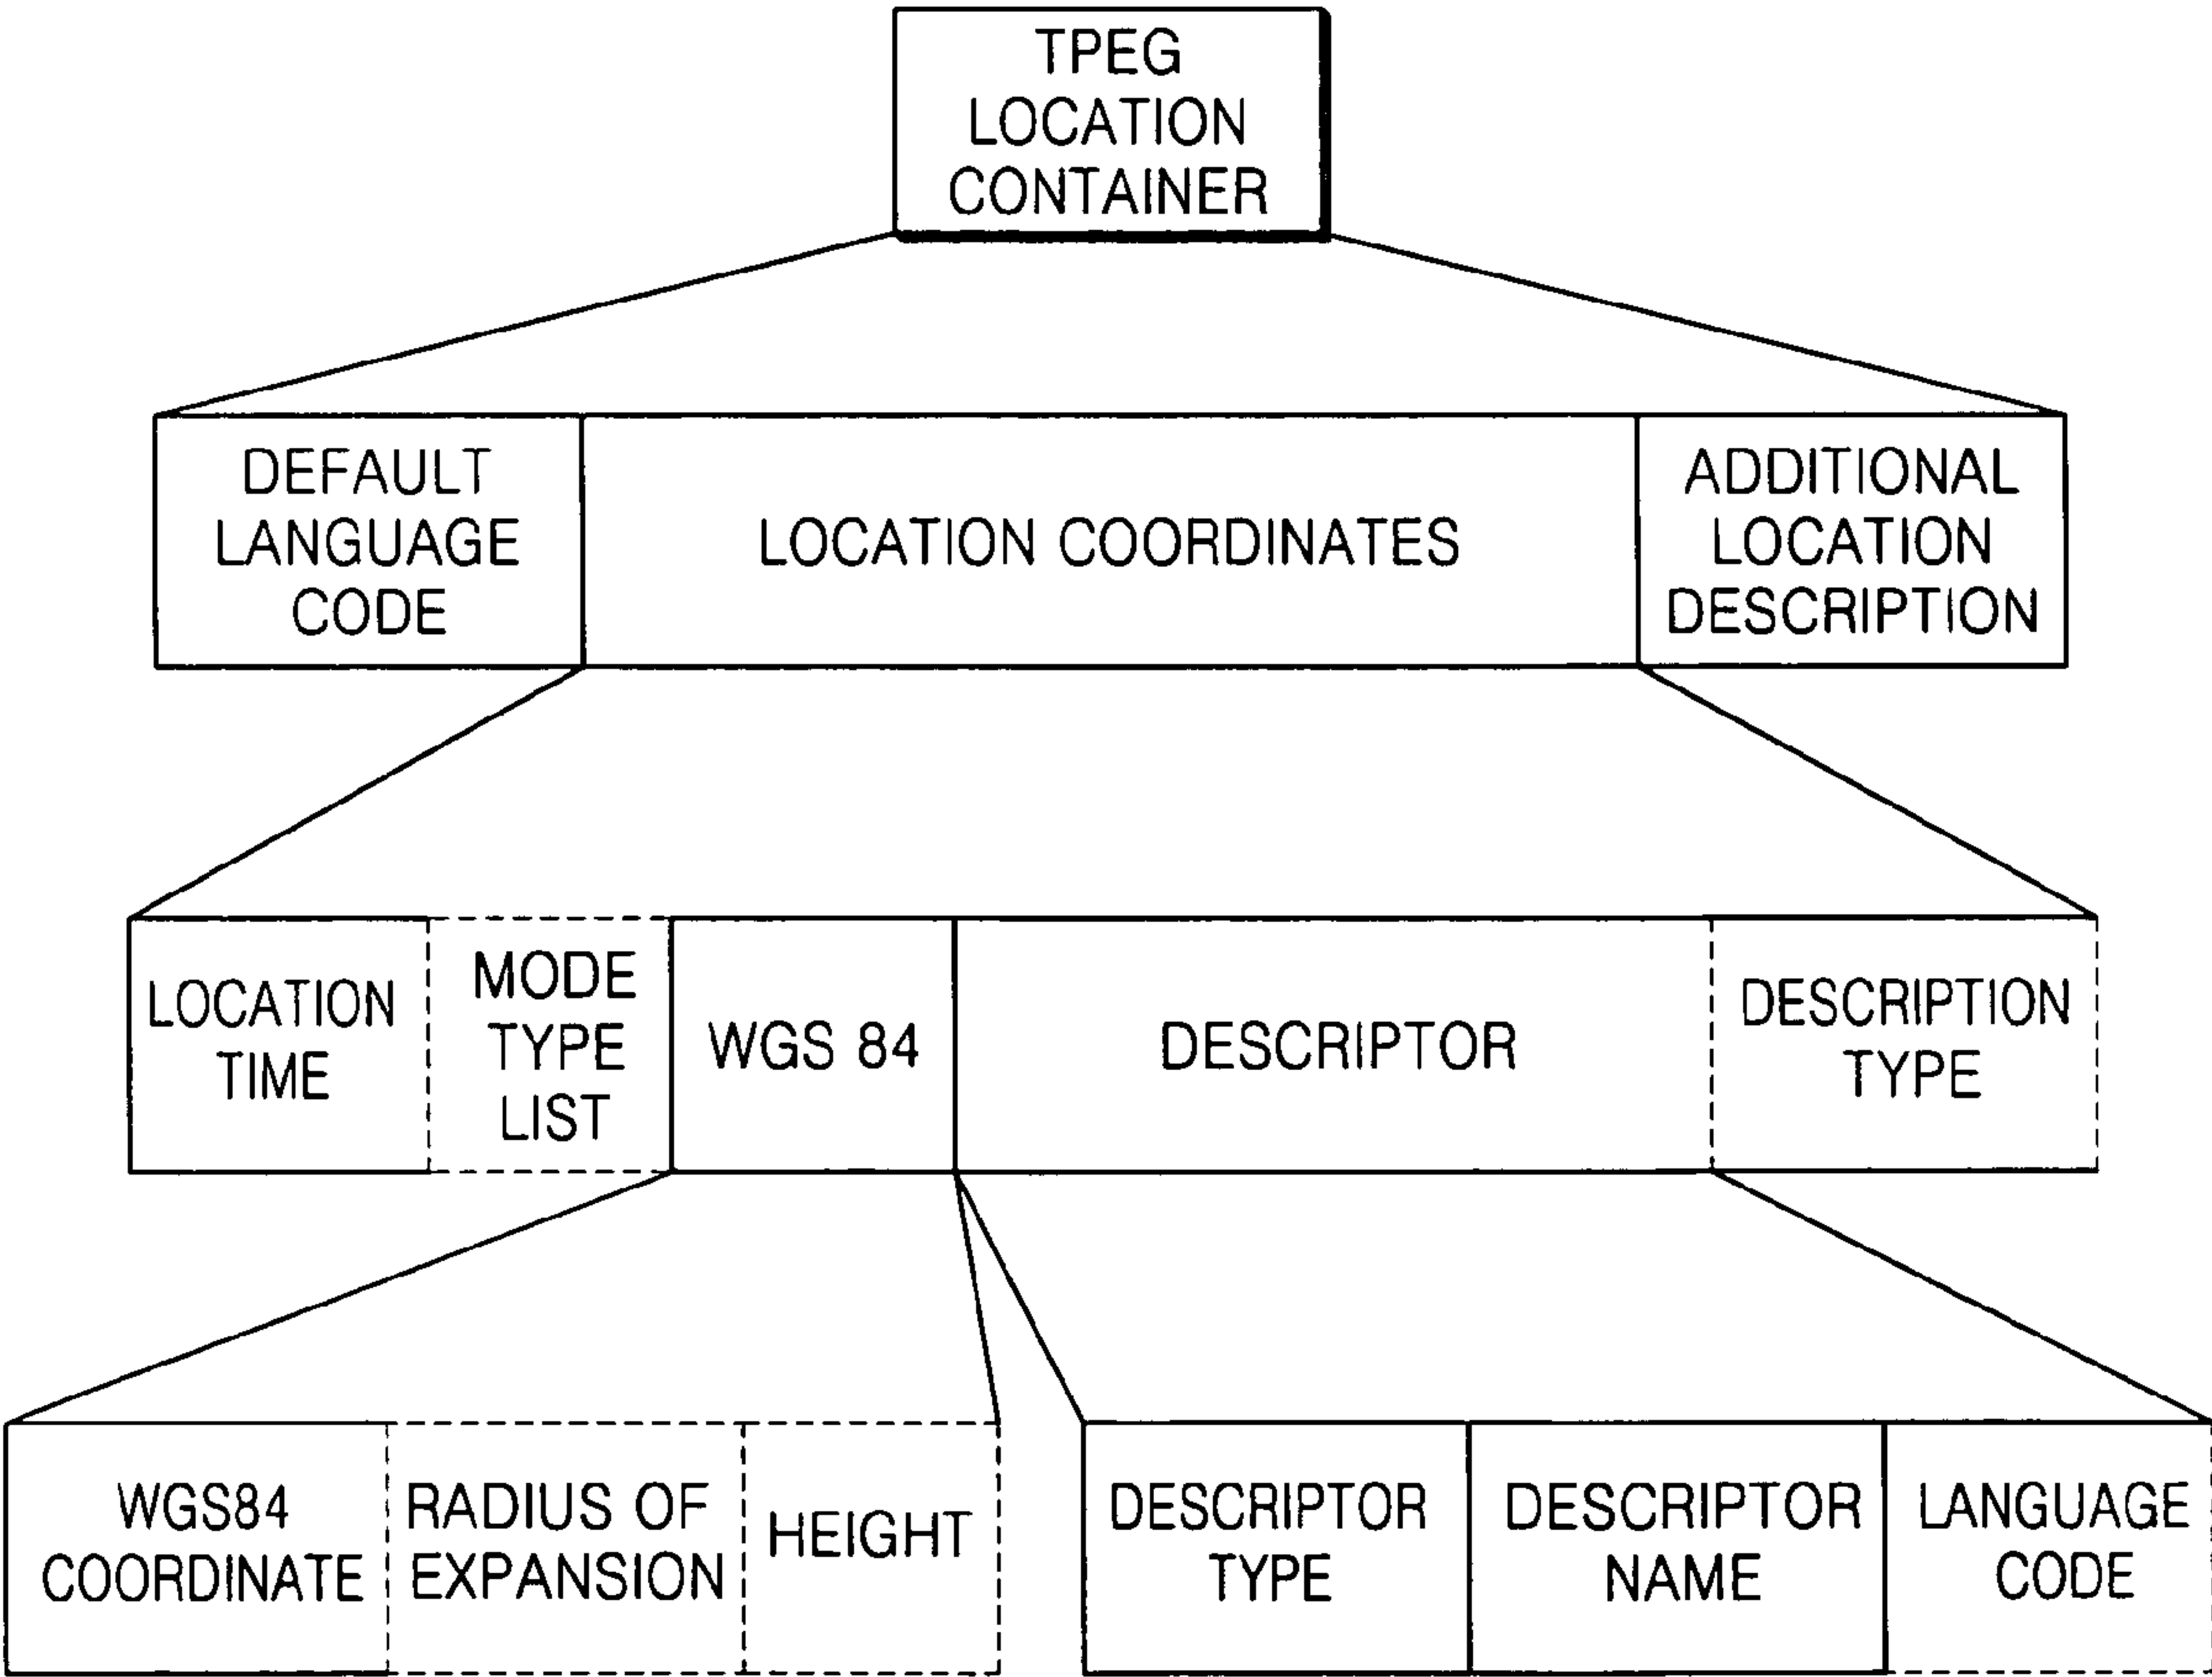 TPEG
LOCATION
CONTAINER
DEFAULT
LANGUAGE
CODE
LOCATION COORDINATES
ADDITIONAL
LOCATION
DESCRIPTION
LOCATION
TIME
MODE
TYPE
LIST
WGS 84
DESCRIPTOR
DESCRIPTION
TYPE
WGS84
COORDINATE
RADIUS OF
EXPANSION
HEIGHT
DESCRIPTOR
TYPE
DESCRIPTOR
NAME
LANGUAGE
CODE